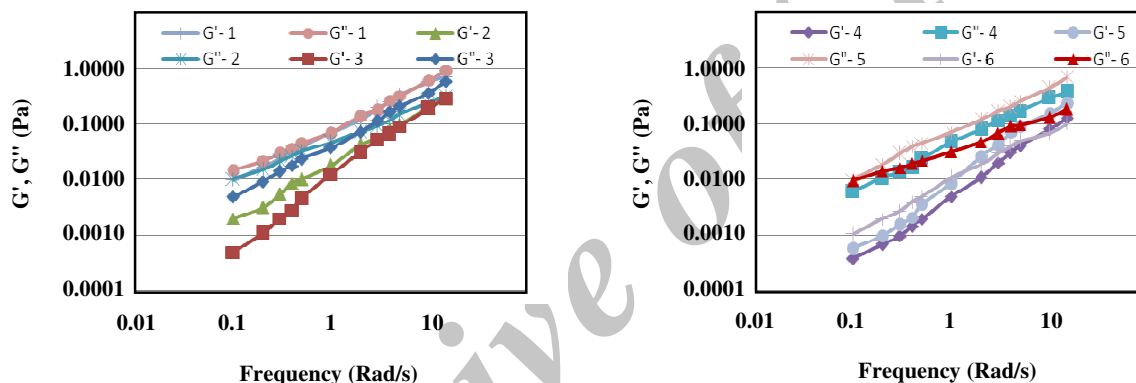 G'- 1 G"- 1 G'- 2
G"- 2 G'- 3 G"- 3
1.0000
0.1000
0.0100
0.0010
0.0001
0.01 0.1 1 10
G', G" (Pa)
Frequency (Rad/s)
G'- 4 G"- 4 G'- 5
G"- 5 G'- 6 G"- 6
1.0000
0.1000
0.0100
0.0010
0.0001
0.01 0.1 1 10
G', G" (Pa)
Frequency (Rad/s)
ive of